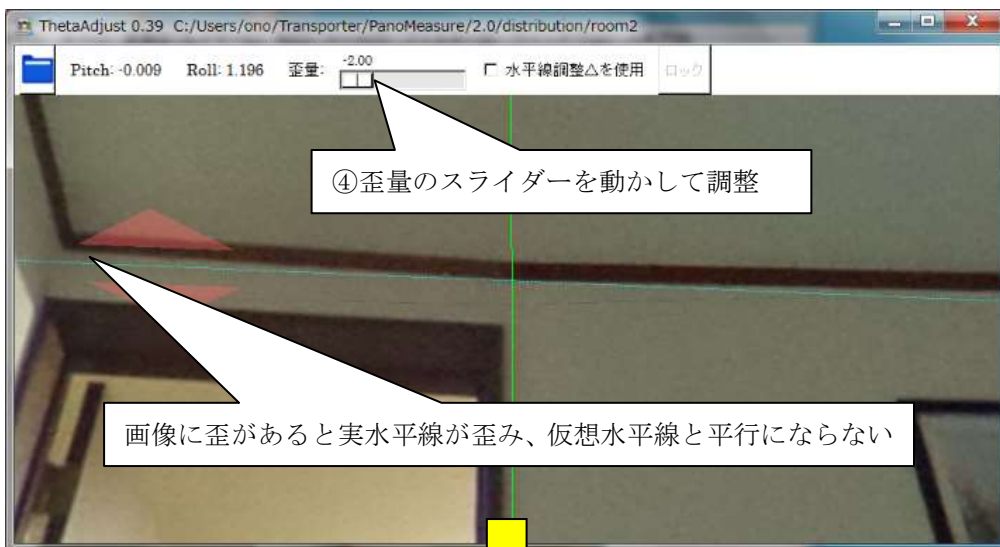 ThetaAdjust 0.39 C:/Users/ono/Transporter/PanoMeasure/2.0/distribution/room2
Pitch: -0.009 Roll: 1.196 歪量: -2.00 水平線調整△を使用 ロック
④歪量のスライダーを動かして調整
画像に歪があると実水平線が歪み、仮想水平線と平行にならない